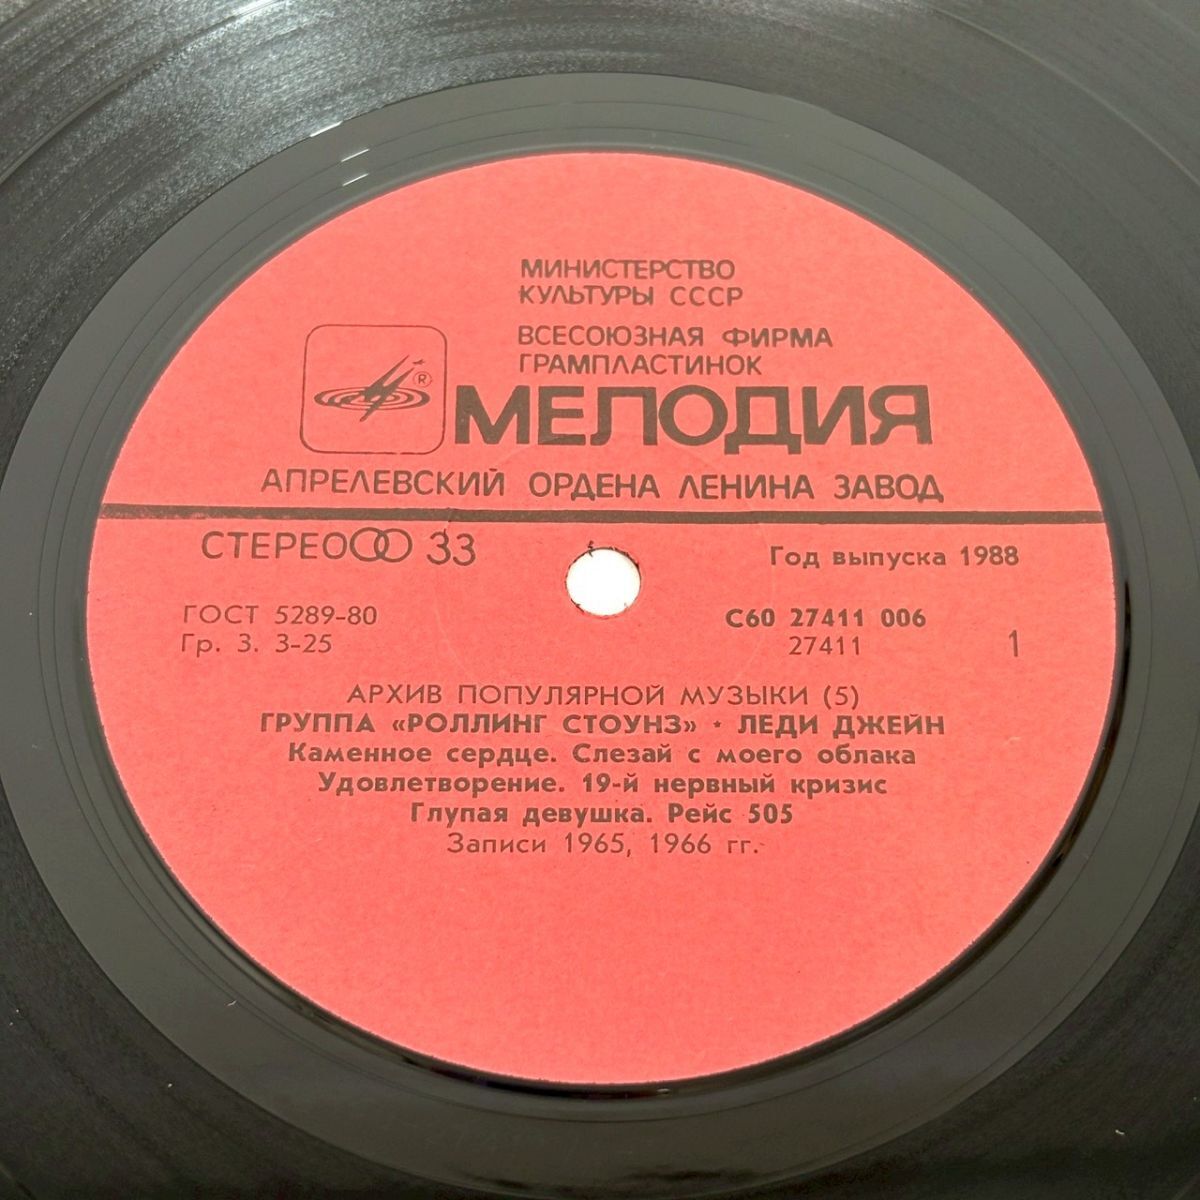 МИНИСТЕРСТВО
КУЛЬТУРЫ СССР
ВСЕСОЮЗНАЯ ФИРМА
ГРАМПЛАСТИНОК
®
МЕЛОДИЯ
АПРЕЛЕВСКИЙ ОРДЕНА ЛЕНИНА ЗАВОД
СТЕРЕО 33
Год выпуска 1988
ГОСТ 5289-80
Гр. 3. 3-25
С60 27411 006
27411
1
АРХИВ ПОПУЛЯРНОЙ МУЗЫКИ (5)
ГРУППА «РОЛЛИНГ СТОУНЗ» • ЛЕДИ ДЖЕЙН
Каменное сердце. Слезай с моего облака
Удовлетворение. 19-й нервный кризис
Глупая девушка. Рейс 505
Записи 1965, 1966 гг.